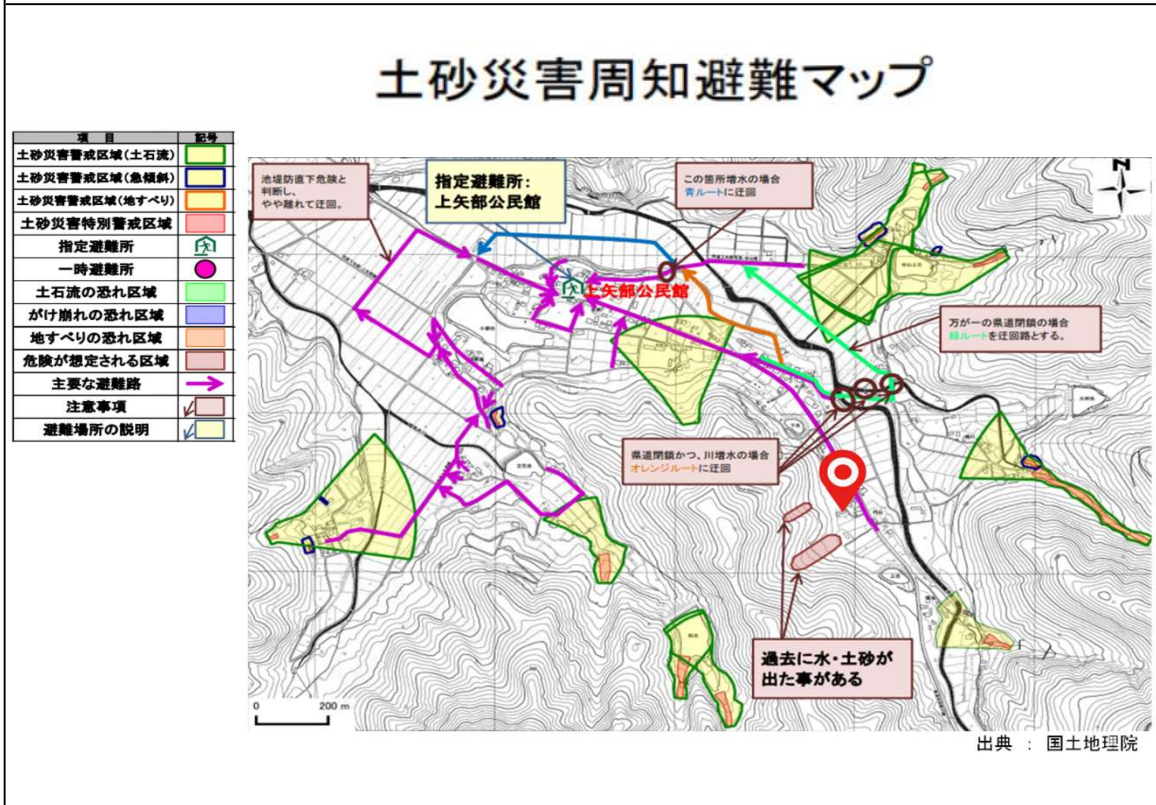 土砂災害周知避難マップ
項 目 記号
土砂災害警戒区域(土石流)
土砂災害警戒区域(急傾斜)
土砂災害警戒区域(地すべり)
土砂災害特別警戒区域
指定避難所
一時避難所
土石流の恐れ区域
がけ崩れの恐れ区域
地すべりの恐れ区域
危険が想定される区域
主要な避難路
注意事項
避難場所の説明
池堤防直下危険と
判断し、
やや離れて迂回。
指定避難所:
上矢部公民館
この箇所増水の場合
青ルートに迂回
N
上矢部公民館
万が一の県道閉鎖の場合
緑ルートを迂回路とする。
県道閉鎖かつ、川増水の場合
オレンジルートに迂回
過去に水・土砂が
出た事がある
0 200 m
出典 : 国土地理院